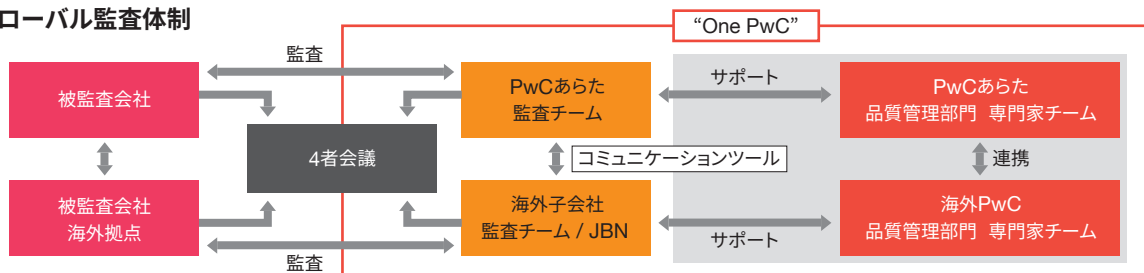 ローバル監査体制
“One PwC”
監査
被監査会社
PwCあらた
監査チーム
サポート
PwCあらた
品質管理部門 専門家チーム
4者会議
コミュニケーションツール
連携
被監査会社
海外拠点
海外子会社
監査チーム / JBN
サポート
海外PwC
品質管理部門 専門家チーム
監査